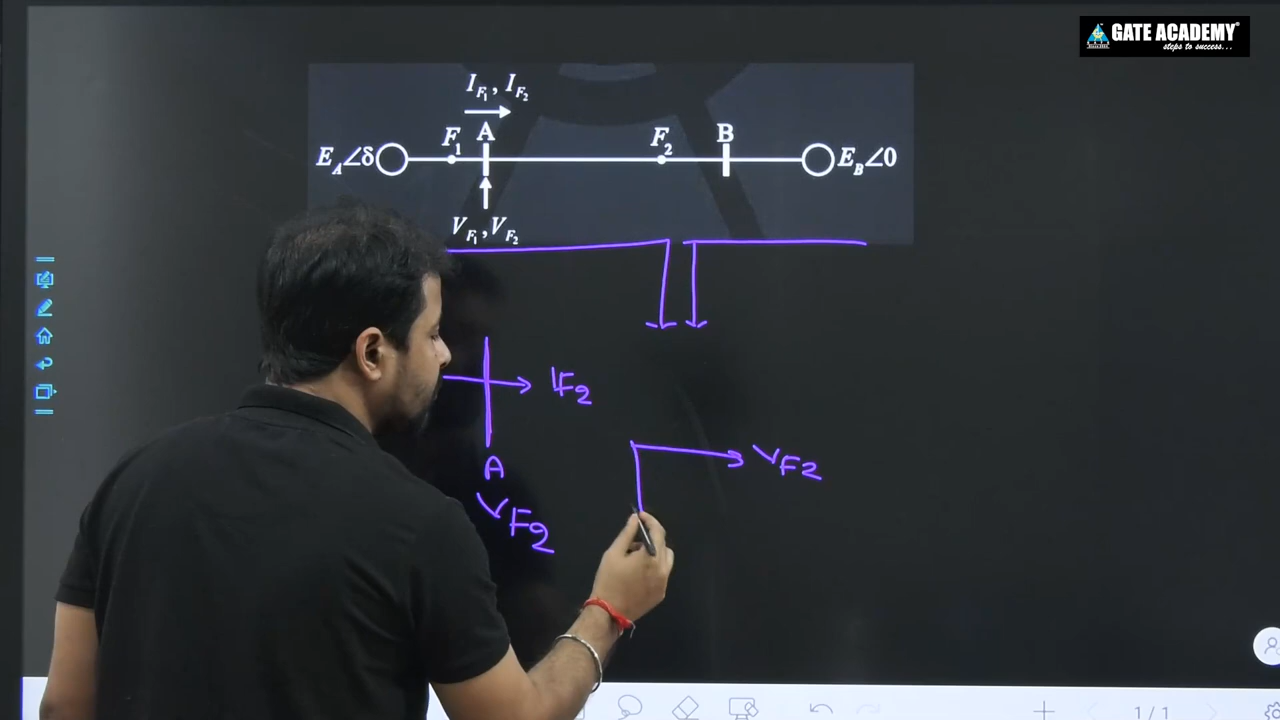 GATE ACADEMY
steps to success...
I_F1, I_F2
F1 A F2 B
E_A∠δ E_B∠0
V_F1, V_F2
IF2
A
VF2
VF2
1/1